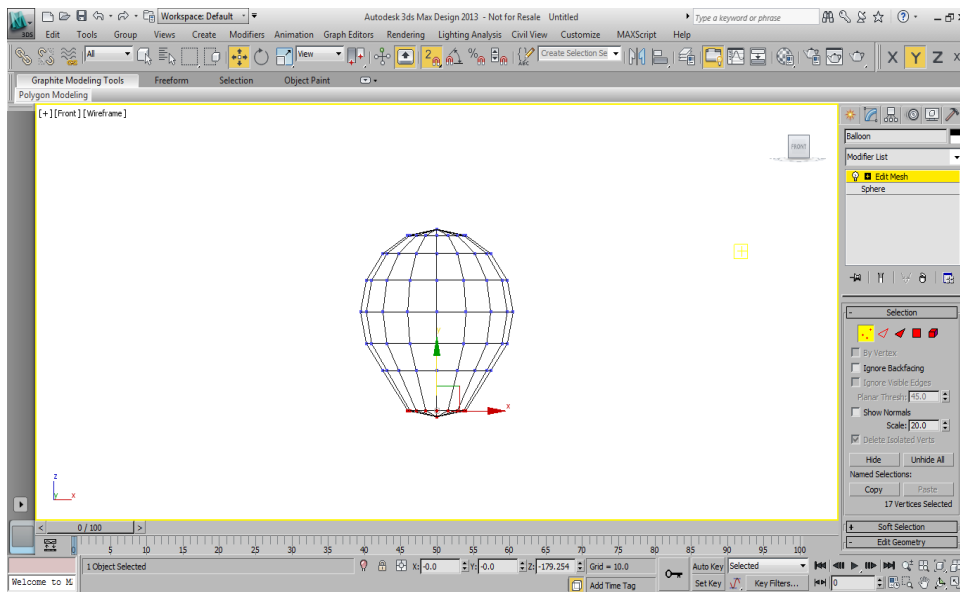 Workspace: Default
Autodesk 3ds Max Design 2013 - Not for Resale Untitled
Type a keyword or phrase
3DS
Edit Tools Group Views Create Modifiers Animation Graph Editors Rendering Lighting Analysis Civil View Customize MAXScript Help
All
View
2
Create Selection Se
X Y Z
Graphite Modeling Tools Freeform Selection Object Paint
Polygon Modeling
[+] [Front] [Wireframe]
FRONT
Balloon
Modifier List
Edit Mesh
Sphere
Selection
By Vertex
Ignore Backfacing
Ignore Visible Edges
Planar Thresh: 45.0
Show Normals
Scale: 20.0
Delete Isolated Verts
Hide Unhide All
Named Selections:
Copy Paste
17 Vertices Selected
+ Soft Selection
- Edit Geometry
y
x
z
y x
< 0 / 100 >
0 5 10 15 20 25 30 35 40 45 50 55 60 65 70 75 80 85 90 95 100
1 Object Selected
X: -0.0 Y: -0.0 Z: -179.254 Grid = 10.0
Auto Key Selected
Welcome to M
Add Time Tag
Set Key Key Filters... 0